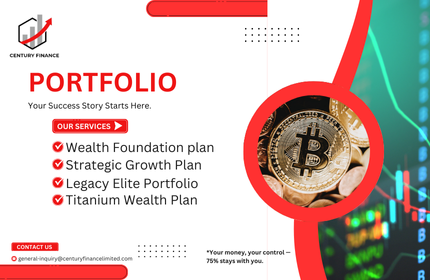 CENTURY FINANCE
PORTFOLIO
Your Success Story Starts Here.
OUR SERVICES
Wealth Foundation plan
Strategic Growth Plan
Legacy Elite Portfolio
Titanium Wealth Plan
CONTACT US
general-inquiry@centuryfinancelimited.com
*Your money, your control —
75% stays with you.